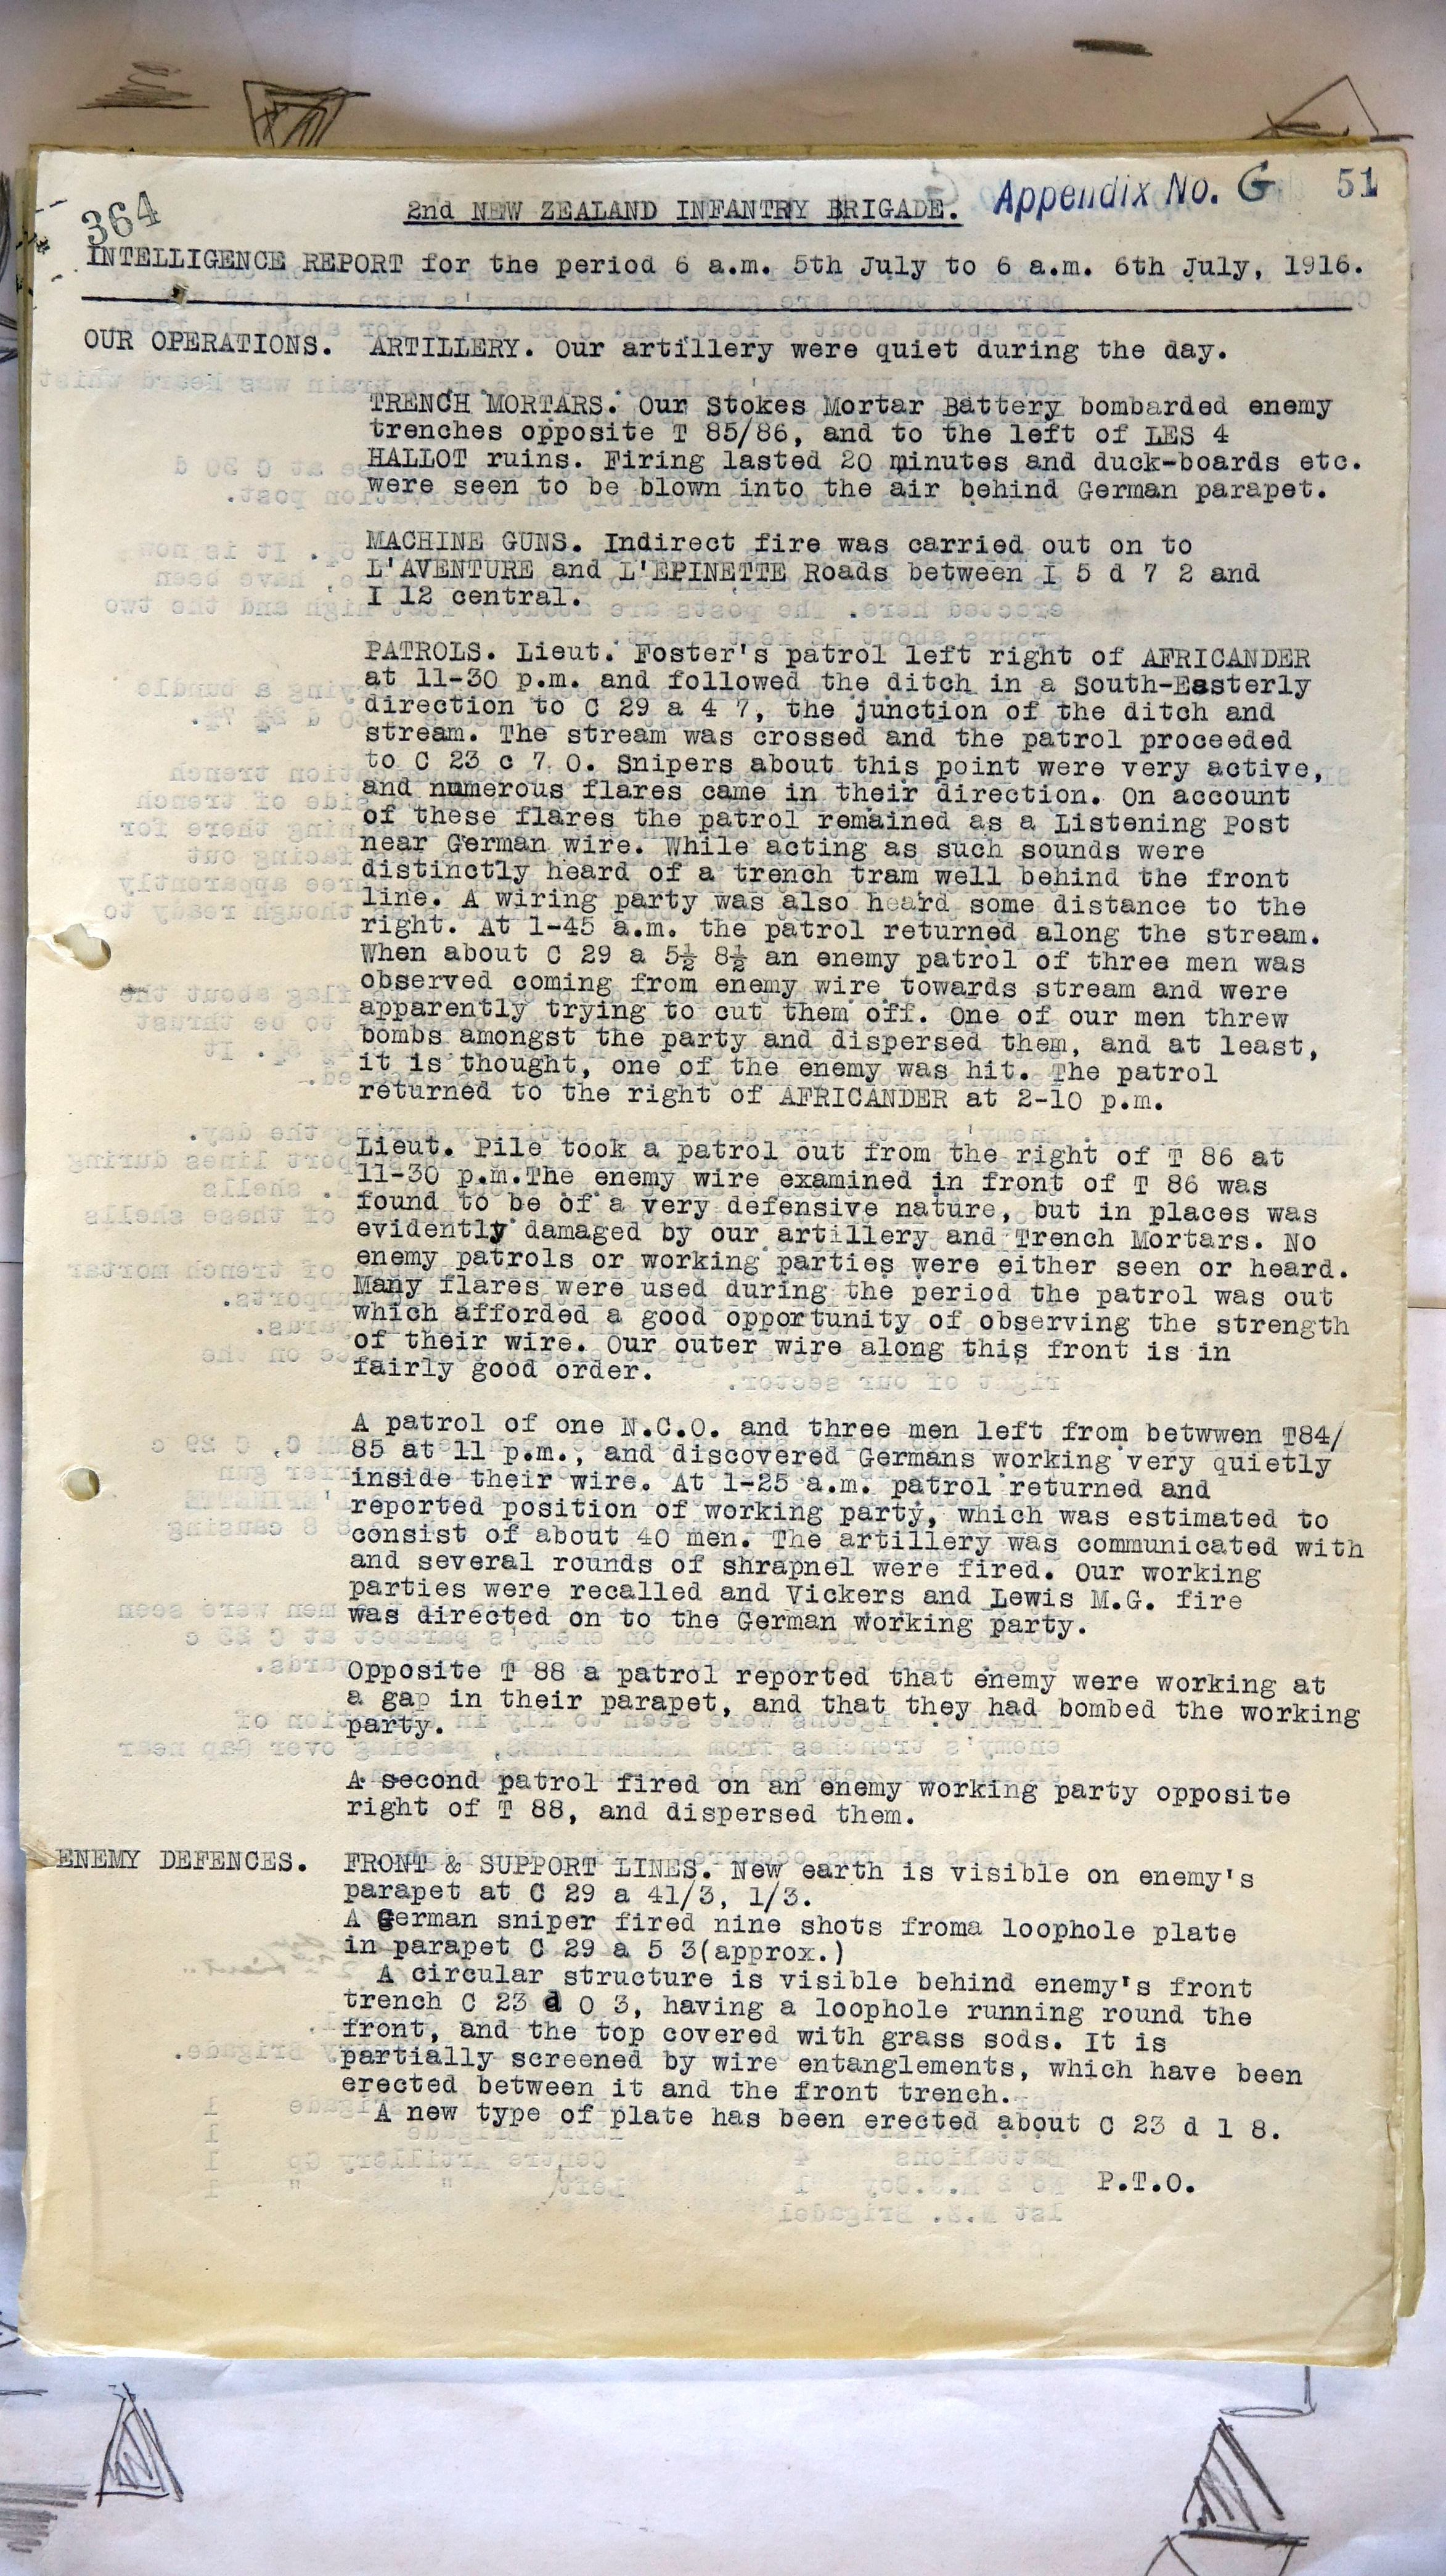 364
2nd NEW ZEALAND INFANTRY BRIGADE. Appendix No. G 51
INTELLIGENCE REPORT for the period 6 a.m. 5th July to 6 a.m. 6th July, 1916.
OUR OPERATIONS. ARTILLERY. Our artillery were quiet during the day.
TRENCH MORTARS. Our Stokes Mortar Battery bombarded enemy
trenches opposite T 85/86, and to the left of LES 4
HALLOT ruins. Firing lasted 20 minutes and duck-boards etc.
were seen to be blown into the air behind German parapet.
MACHINE GUNS. Indirect fire was carried out on to
L'AVENTURE and L'EPINETTE Roads between I 5 d 7 2 and
I 12 central.
PATROLS. Lieut. Foster's patrol left right of AFRICANDER
at 11-30 p.m. and followed the ditch in a South-Easterly
direction to C 29 a 4 7, the junction of the ditch and
stream. The stream was crossed and the patrol proceeded
to C 23 c 7 0. Snipers about this point were very active,
and numerous flares came in their direction. On account
of these flares the patrol remained as a Listening Post
near German wire. While acting as such sounds were
distinctly heard of a trench tram well behind the front
line. A wiring party was also heard some distance to the
right. At 1-45 a.m. the patrol returned along the stream.
When about C 29 a 5½ 8½ an enemy patrol of three men was
observed coming from enemy wire towards stream and were
apparently trying to cut them off. One of our men threw
bombs amongst the party and dispersed them, and at least,
it is thought, one of the enemy was hit. The patrol
returned to the right of AFRICANDER at 2-10 p.m.
Lieut. Pile took a patrol out from the right of T 86 at
11-30 p.m.The enemy wire examined in front of T 86 was
found to be of a very defensive nature, but in places was
evidently damaged by our artillery and Trench Mortars. No
enemy patrols or working parties were either seen or heard.
Many flares were used during the period the patrol was out
which afforded a good opportunity of observing the strength
of their wire. Our outer wire along this front is in
fairly good order.
A patrol of one N.C.O. and three men left from betwwen T84/
85 at 11 p.m., and discovered Germans working very quietly
inside their wire. At 1-25 a.m. patrol returned and
reported position of working party, which was estimated to
consist of about 40 men. The artillery was communicated with
and several rounds of shrapnel were fired. Our working
parties were recalled and Vickers and Lewis M.G. fire
was directed on to the German working party.
Opposite T 88 a patrol reported that enemy were working at
a gap in their parapet, and that they had bombed the working
party.
A second patrol fired on an enemy working party opposite
right of T 88, and dispersed them.
ENEMY DEFENCES. FRONT & SUPPORT LINES. New earth is visible on enemy's
parapet at C 29 a 41/3, 1/3.
A German sniper fired nine shots froma loophole plate
in parapet C 29 a 5 3(approx.)
A circular structure is visible behind enemy's front
trench C 23 d 0 3, having a loophole running round the
front, and the top covered with grass sods. It is
partially screened by wire entanglements, which have been
erected between it and the front trench.
A new type of plate has been erected about C 23 d 1 8.
P.T.O.